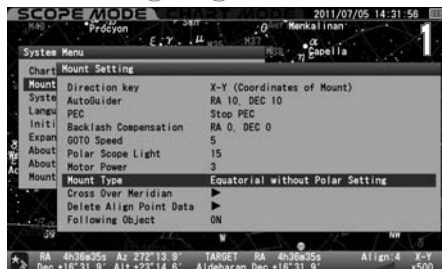 SCOPE MODE CHART MODE 2011/07/05 14:31:56
1
Procyon Menkalinan
ε γ μ M35 M37 α Capella
η
System Menu
Chart Mount Setting
Mount Direction key X-Y (Coordinates of Mount)
Syste AutoGuider RA 10, DEC 10
Langu PEC Stop PEC
Initi Backlash Compensation RA 0, DEC 0
Expan GOTO Speed 5
About Polar Scope Light 15
About Motor Power 3
Mount Mount Type Equatorial without Polar Setting
Cross Over Meridian ▶
Delete Align Point Data ▶
Following Object ON
W NW
RA 4h36m35s Az 272°13.9' TARGET RA 4h36m35s Align:4 X-Y
Dec +16°31.9' Alt +23°14.6' Aldebaran Dec +16°31.9' x500